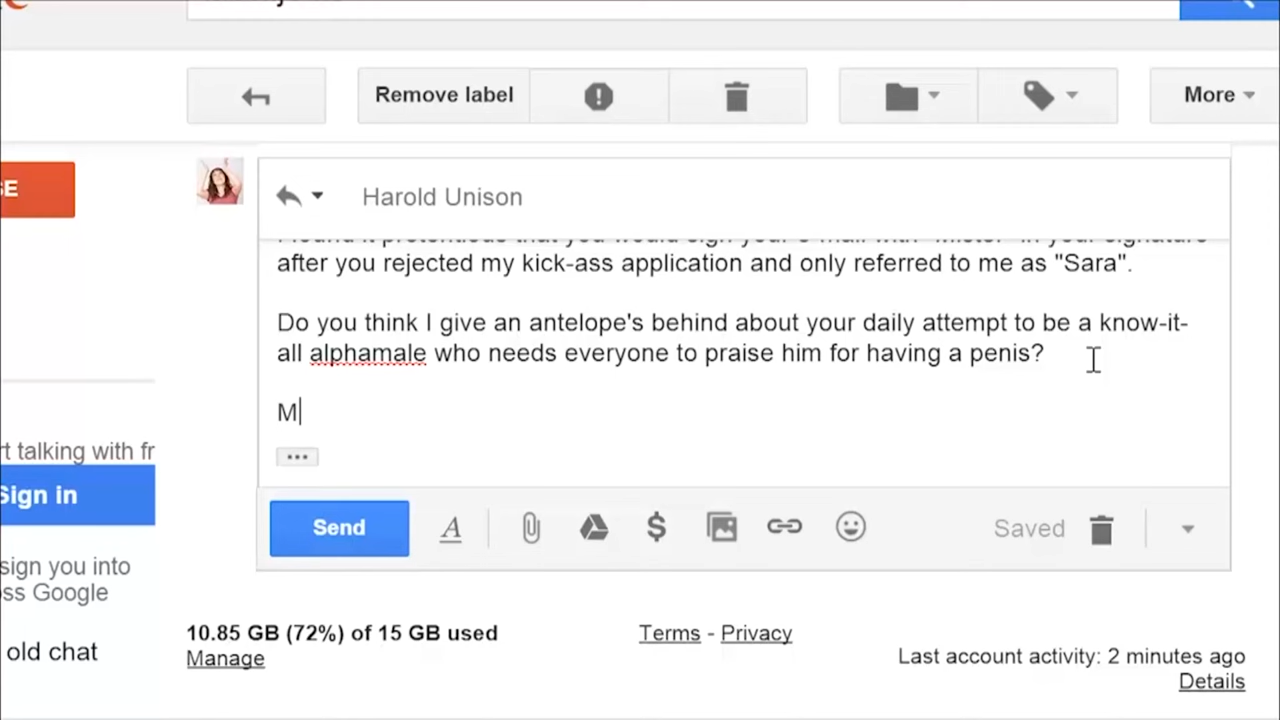 Remove label
More
SE
Harold Unison
after you rejected my kick-ass application and only referred to me as "Sara".
Do you think I give an antelope's behind about your daily attempt to be a know-it-
all alphamale who needs everyone to praise him for having a penis?
M
rt talking with fr
Sign in
Send
Saved
sign you into
oss Google
old chat
10.85 GB (72%) of 15 GB used
Manage
Terms - Privacy
Last account activity: 2 minutes ago
Details